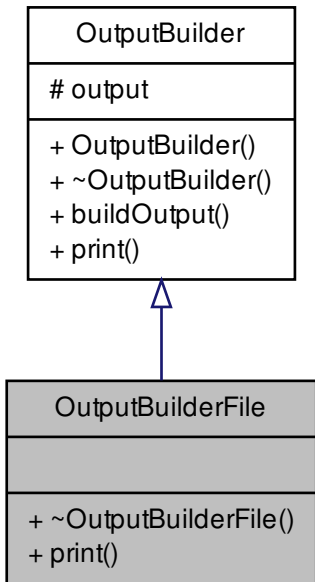 OutputBuilder
# output
+ OutputBuilder()
+ ~OutputBuilder()
+ buildOutput()
+ print()
OutputBuilderFile
+ ~OutputBuilderFile()
+ print()